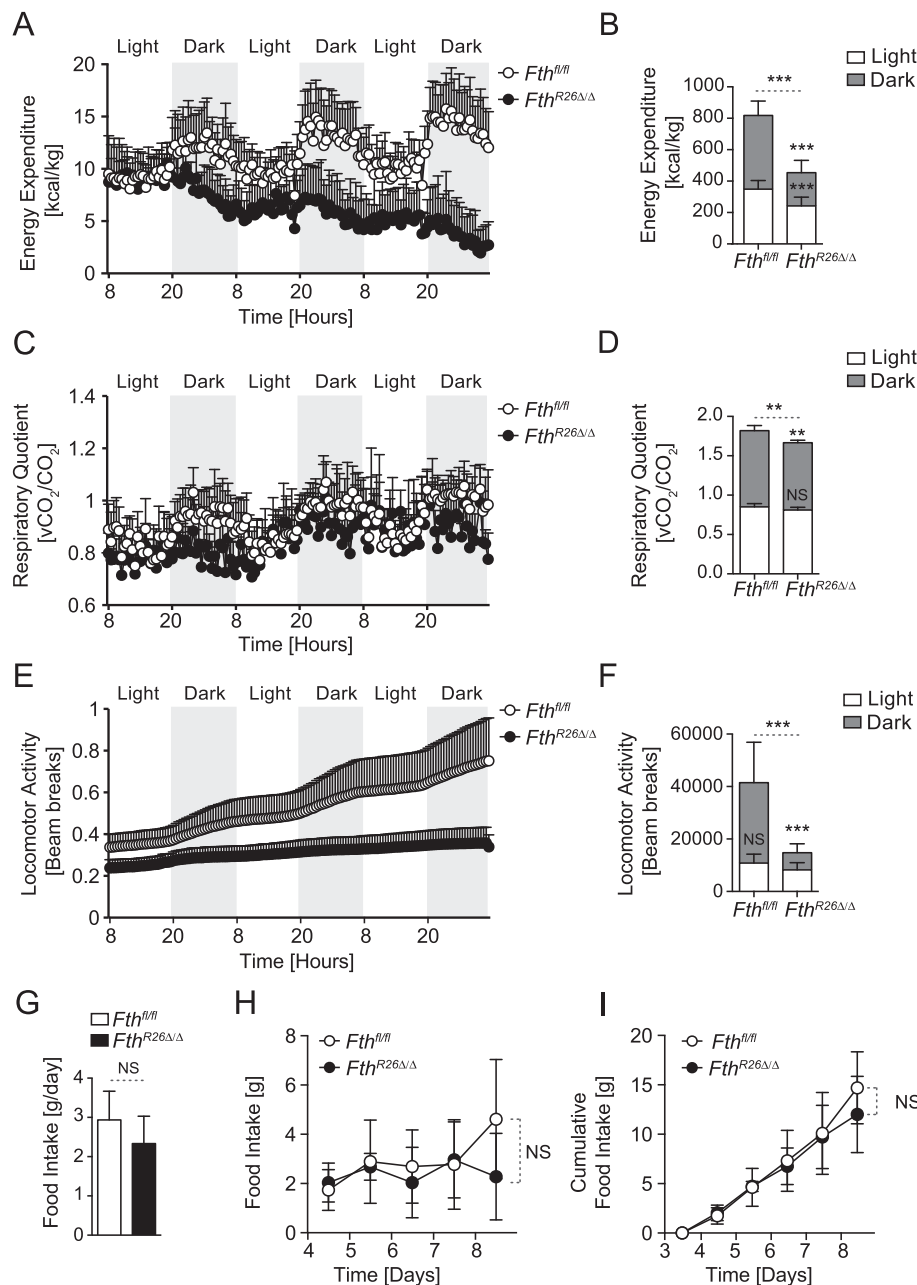 A
Light Dark Light Dark Light Dark
Energy Expenditure
[kcal/kg]
20
15
10
5
0
8 20 8 20 8 20
Time [Hours]
Fth^fl/fl
Fth^R26Δ/Δ
B
Light
Dark
Energy Expenditure
[kcal/kg]
1000
800
600
400
200
0
***
***
***
Fth^fl/fl Fth^R26Δ/Δ
C
Light Dark Light Dark Light Dark
Respiratory Quotient
[vCO2/CO2]
1.4
1.2
1
0.8
0.6
8 20 8 20 8 20
Time [Hours]
Fth^fl/fl
Fth^R26Δ/Δ
D
Light
Dark
Respiratory Quotient
[vCO2/CO2]
2.0
1.5
1.0
0.5
0.0
**
**
NS
Fth^fl/fl Fth^R26Δ/Δ
E
Light Dark Light Dark Light Dark
Locomotor Activity
[Beam breaks]
1
0.8
0.6
0.4
0.2
0
8 20 8 20 8 20
Time [Hours]
Fth^fl/fl
Fth^R26Δ/Δ
F
Light
Dark
Locomotor Activity
[Beam breaks]
60000
40000
20000
0
***
***
NS
Fth^fl/fl Fth^R26Δ/Δ
G
Fth^fl/fl
Fth^R26Δ/Δ
Food Intake [g/day]
4
3
2
1
0
NS
H
Fth^fl/fl
Fth^R26Δ/Δ
Food Intake [g]
8
6
4
2
0
NS
4 5 6 7 8
Time [Days]
I
Fth^fl/fl
Fth^R26Δ/Δ
Cumulative
Food Intake [g]
20
15
10
5
0
NS
3 4 5 6 7 8
Time [Days]